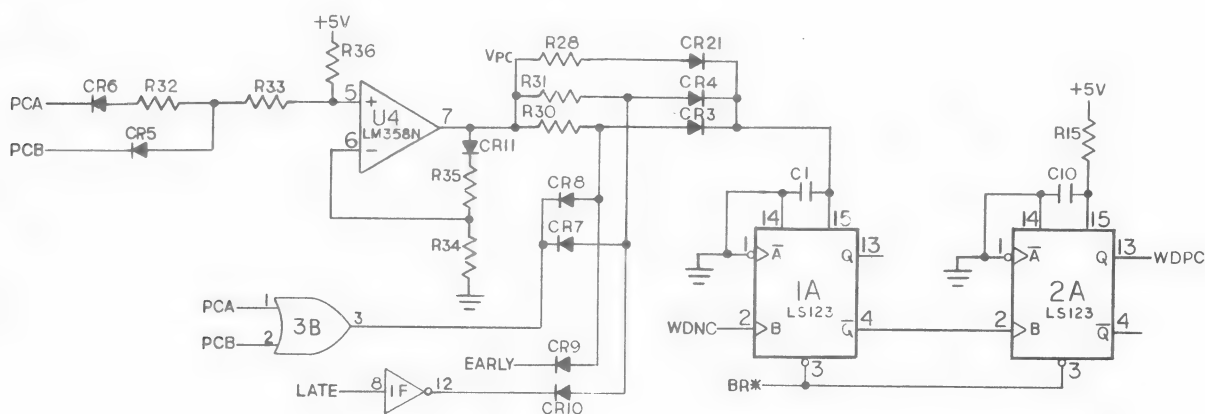 +5V
R36
VPC
R28
CR21
PCA
CR6
R32
R33
5
+
U4
LM358N
7
R31
CR4
R30
CR3
PCB
CR5
6
−
CR11
R35
R34
CR8
CR7
+5V
R15
C1
14
15
1
A
13
Q
1A
LS123
WDNC
2
B
Q
4
3
C10
14
15
1
A
13
Q
WDPC
2A
LS123
2
B
Q
4
3
PCA
1
3B
3
PCB
2
EARLY
CR9
LATE
8
1F
12
CR10
BR*